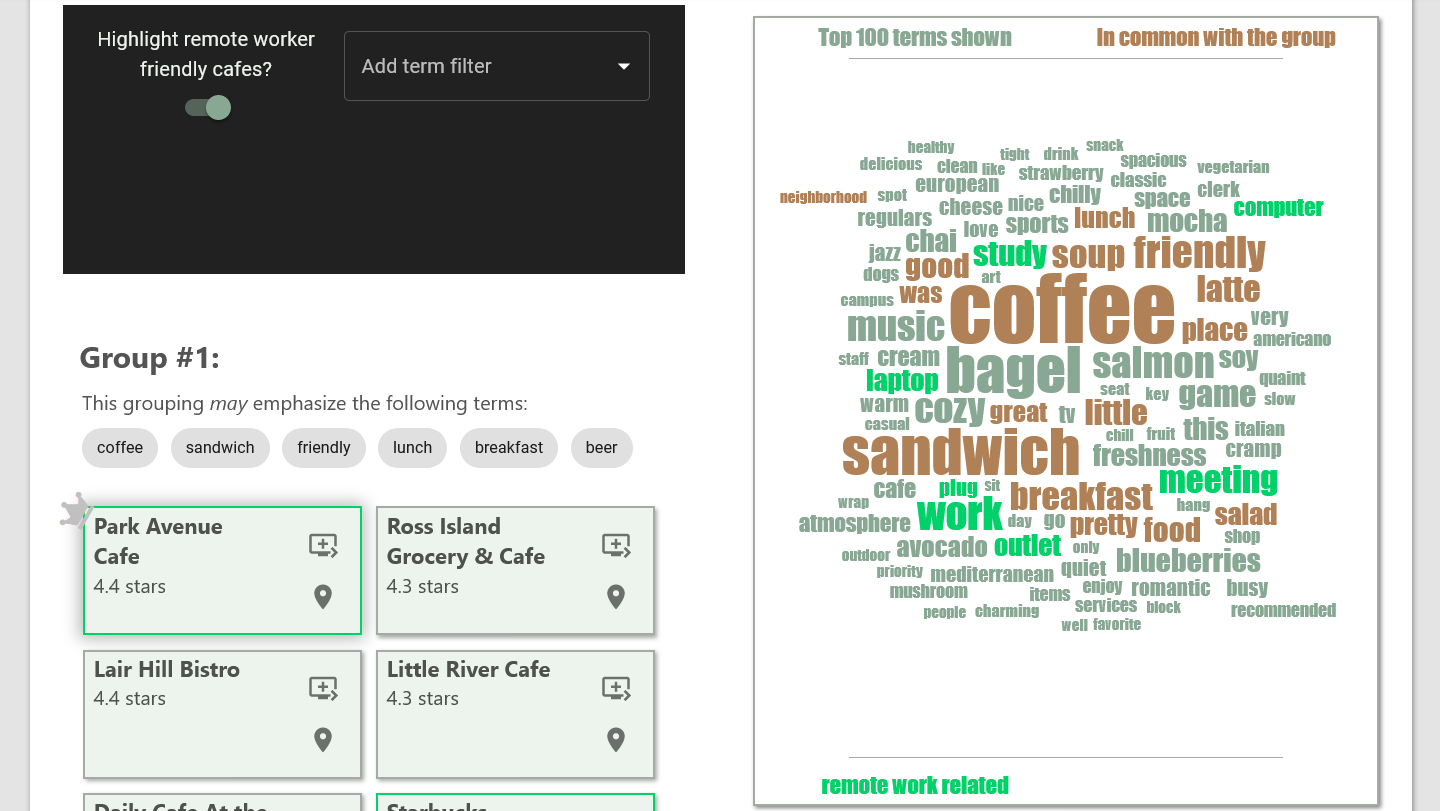 Highlight remote worker
friendly cafes?
Add term filter
Group #1:
This grouping may emphasize the following terms:
coffee sandwich friendly lunch breakfast beer
Park Avenue
Cafe
4.4 stars
Ross Island
Grocery & Cafe
4.3 stars
Lair Hill Bistro
4.4 stars
Little River Cafe
4.3 stars
Daily Cafe At the
Starbucks
Top 100 terms shown
In common with the group
healthy
tight
drink
snack
delicious
clean
like
strawberry
spacious
vegetarian
european
classic
neighborhood
spot
chilly
space
clerk
cheese
nice
computer
regulars
love
sports
lunch
mocha
chai
jazz
study
soup
friendly
good
dogs
art
campus
was
coffee
latte
music
place
very
americano
staff
cream
bagel
salmon
soy
laptop
seat
key
game
quaint
slow
warm
cozy
great
tv
little
casual
chill
fruit
this
italian
sandwich
freshness
cramp
cafe
plug
sit
meeting
wrap
breakfast
hang
salad
atmosphere
work
day
go
pretty
food
shop
avocado
outlet
only
outdoor
blueberries
priority
mediterranean
quiet
mushroom
items
enjoy
romantic
busy
people
charming
services
block
recommended
well
favorite
remote work related